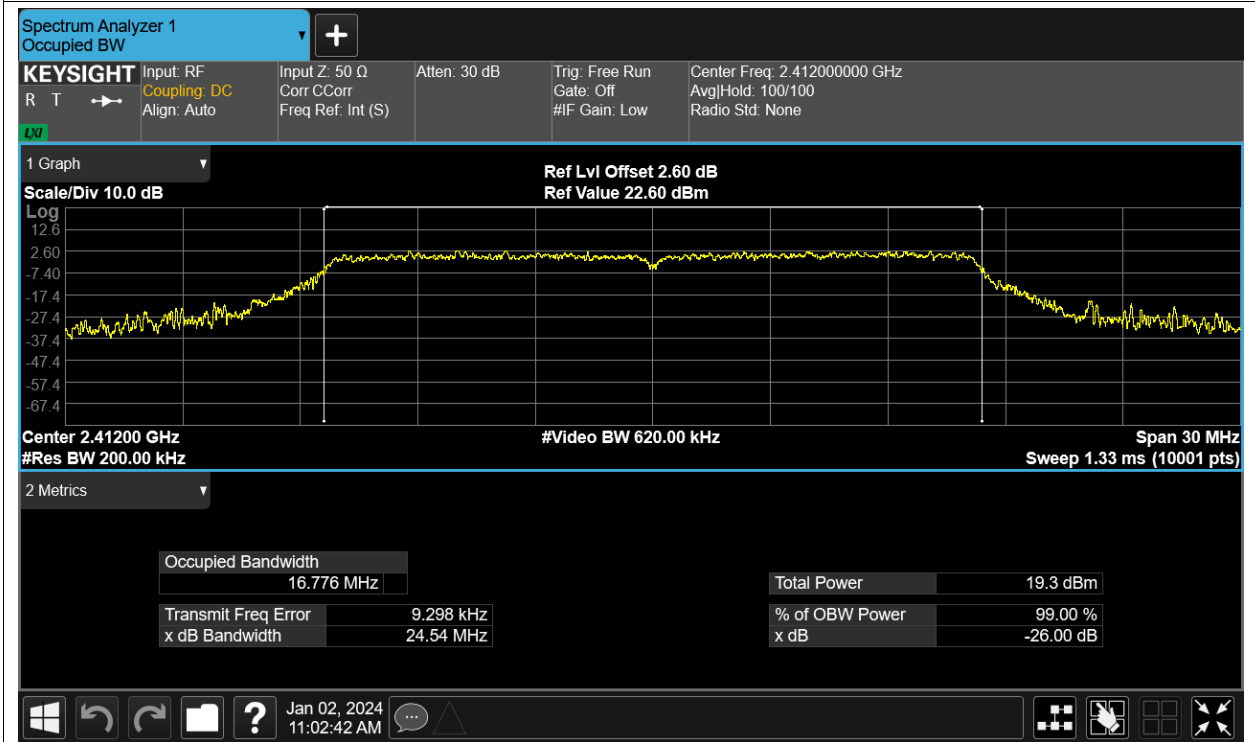 Spectrum Analyzer 1
Occupied BW
KEYSIGHT
R T
LXI
Input: RF
Coupling: DC
Align: Auto
Input Z: 50 Ω
Corr CCorr
Freq Ref: Int (S)
Atten: 30 dB
Trig: Free Run
Gate: Off
#IF Gain: Low
Center Freq: 2.412000000 GHz
Avg|Hold: 100/100
Radio Std: None
1 Graph
Scale/Div 10.0 dB
Ref Lvl Offset 2.60 dB
Ref Value 22.60 dBm
Log
12.6
2.60
-7.40
-17.4
-27.4
-37.4
-47.4
-57.4
-67.4
Center 2.41200 GHz
#Res BW 200.00 kHz
#Video BW 620.00 kHz
Span 30 MHz
Sweep 1.33 ms (10001 pts)
2 Metrics
Occupied Bandwidth
16.776 MHz
Transmit Freq Error 9.298 kHz
x dB Bandwidth 24.54 MHz
Total Power 19.3 dBm
% of OBW Power 99.00 %
x dB -26.00 dB
?
Jan 02, 2024
11:02:42 AM